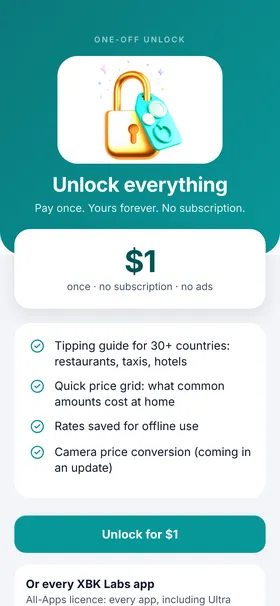 ONE-OFF UNLOCK
Unlock everything
Pay once. Yours forever. No subscription.
$1
once · no subscription · no ads
Tipping guide for 30+ countries:
restaurants, taxis, hotels
Quick price grid: what common
amounts cost at home
Rates saved for offline use
Camera price conversion (coming in
an update)
Unlock for $1
Or every XBK Labs app
All-Apps licence: every app, including Ultra